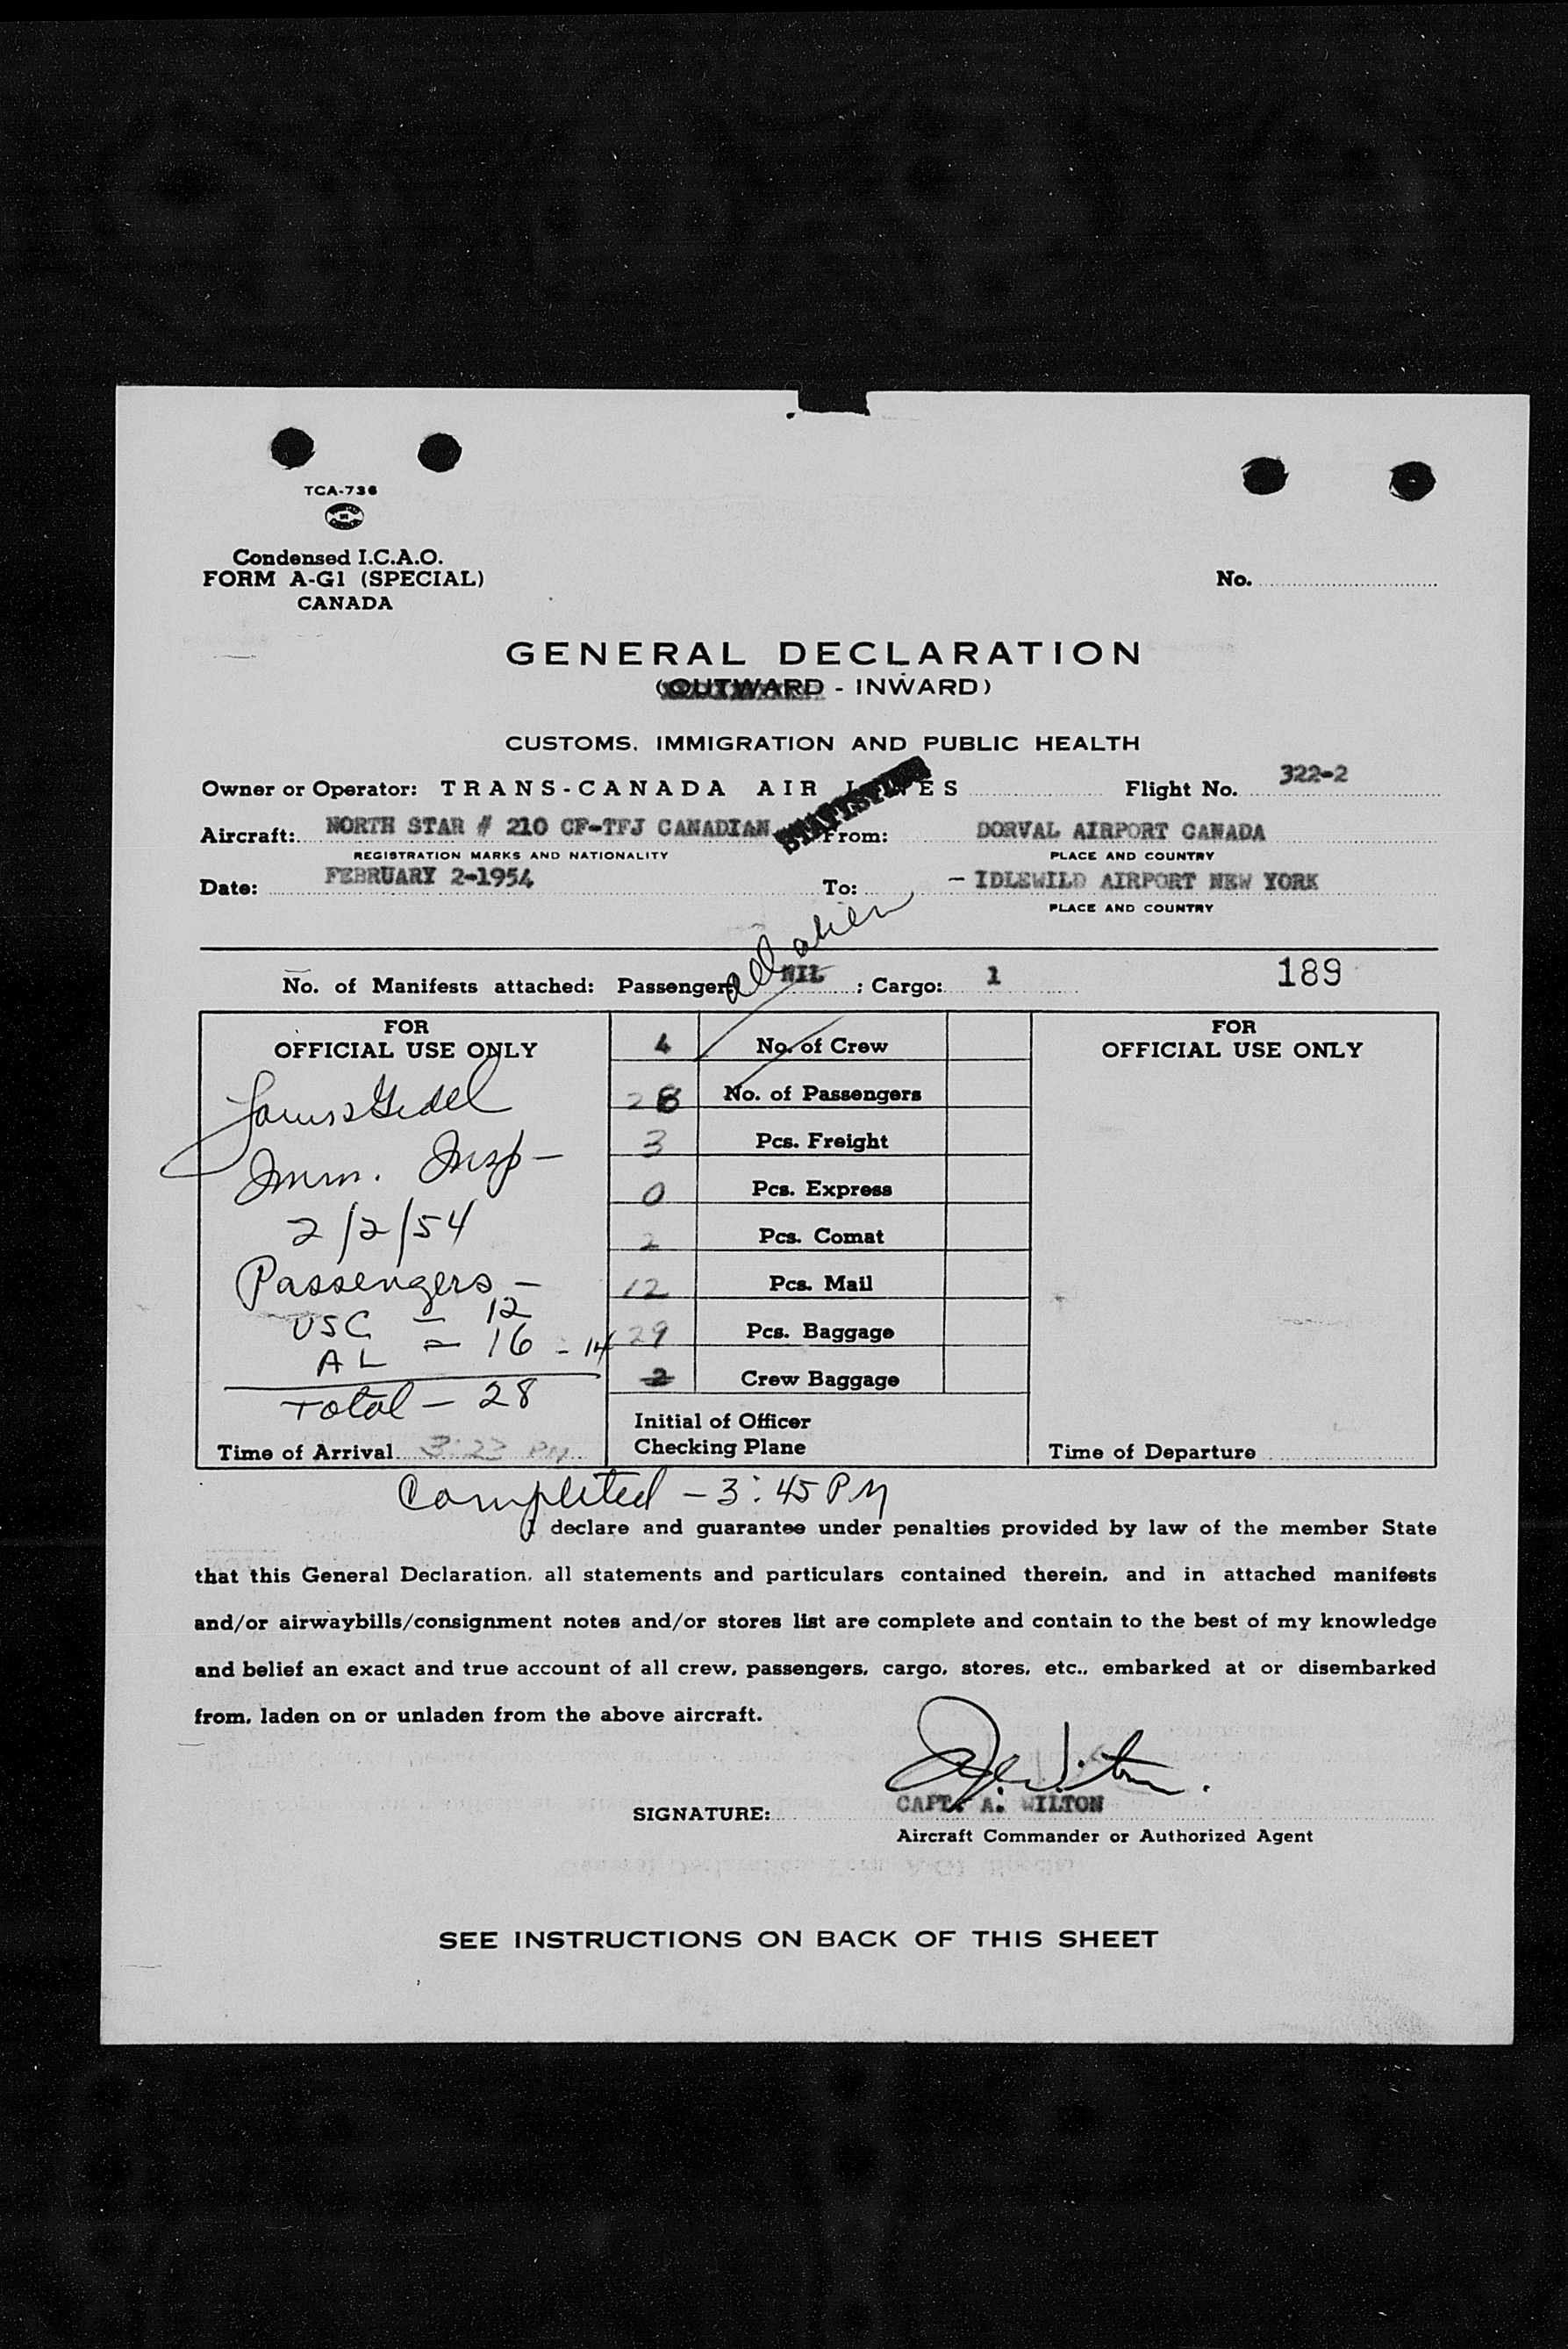 TCA-736
Condensed I.C.A.O.
FORM A-G1 (SPECIAL)
CANADA
No.
GENERAL DECLARATION
(OUTWARD - INWARD)
CUSTOMS, IMMIGRATION AND PUBLIC HEALTH
Owner or Operator: TRANS-CANADA AIR LINES Flight No. 322-2
STATISTICS
Aircraft: NORTH STAR # 210 CF-TFJ CANADIAN From: DORVAL AIRPORT CANADA
REGISTRATION MARKS AND NATIONALITY PLACE AND COUNTRY
Date: FEBRUARY 2-1954 To: - IDLEWILD AIRPORT NEW YORK
PLACE AND COUNTRY
all alien
No. of Manifests attached: Passenger: NIL : Cargo: 1 189
FOR
OFFICIAL USE ONLY
Imm. Insp-
2/2/54
Passengers -
USC = 12
AL = 16 - 14
Total - 28
Time of Arrival 3:23 PM
4 No. of Crew
28 No. of Passengers
3 Pcs. Freight
0 Pcs. Express
2 Pcs. Comat
12 Pcs. Mail
29 Pcs. Baggage
2 Crew Baggage
Initial of Officer
Checking Plane
FOR
OFFICIAL USE ONLY
Time of Departure
Completed - 3:45 PM
I declare and guarantee under penalties provided by law of the member State
that this General Declaration, all statements and particulars contained therein, and in attached manifests
and/or airwaybills/consignment notes and/or stores list are complete and contain to the best of my knowledge
and belief an exact and true account of all crew, passengers, cargo, stores, etc., embarked at or disembarked
from, laden on or unladen from the above aircraft.
SIGNATURE: CAPT. A. WILTON
Aircraft Commander or Authorized Agent
SEE INSTRUCTIONS ON BACK OF THIS SHEET